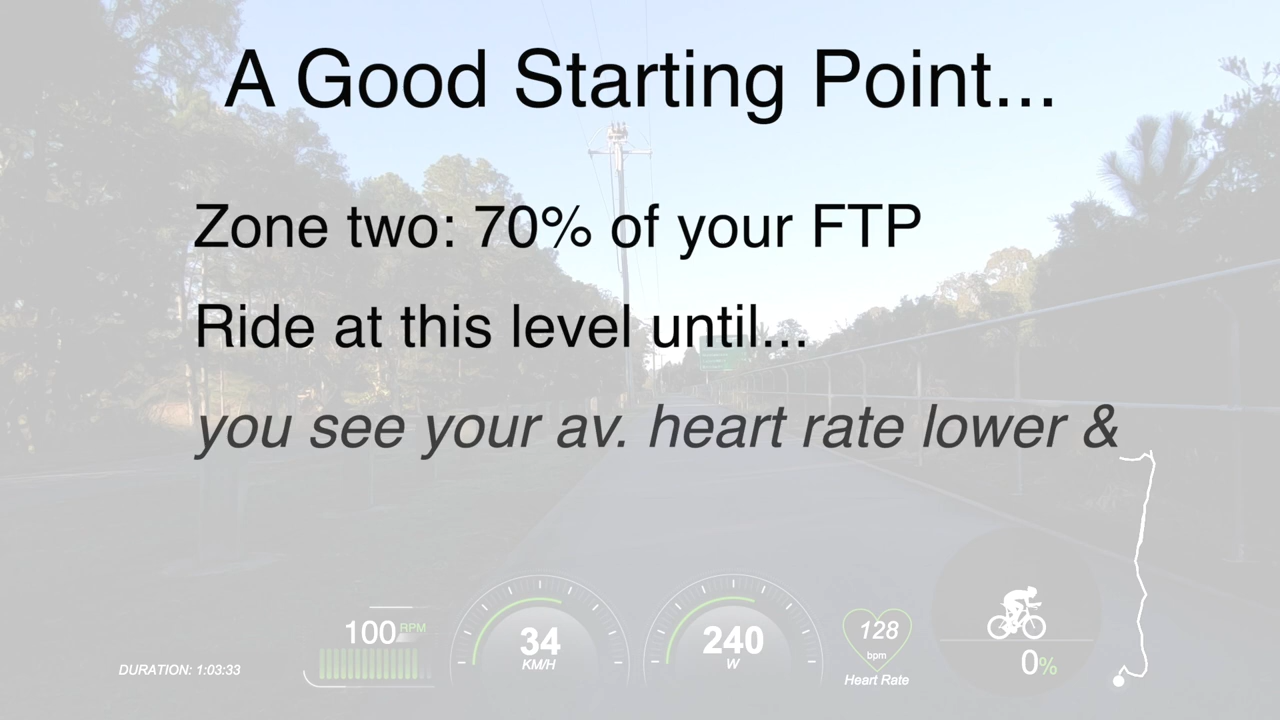 A Good Starting Point...
Zone two: 70% of your FTP
Ride at this level until...
you see your av. heart rate lower &
100 RPM
34
KM/H
240
W
128
bpm
Heart Rate
0%
DURATION: 1:03:33